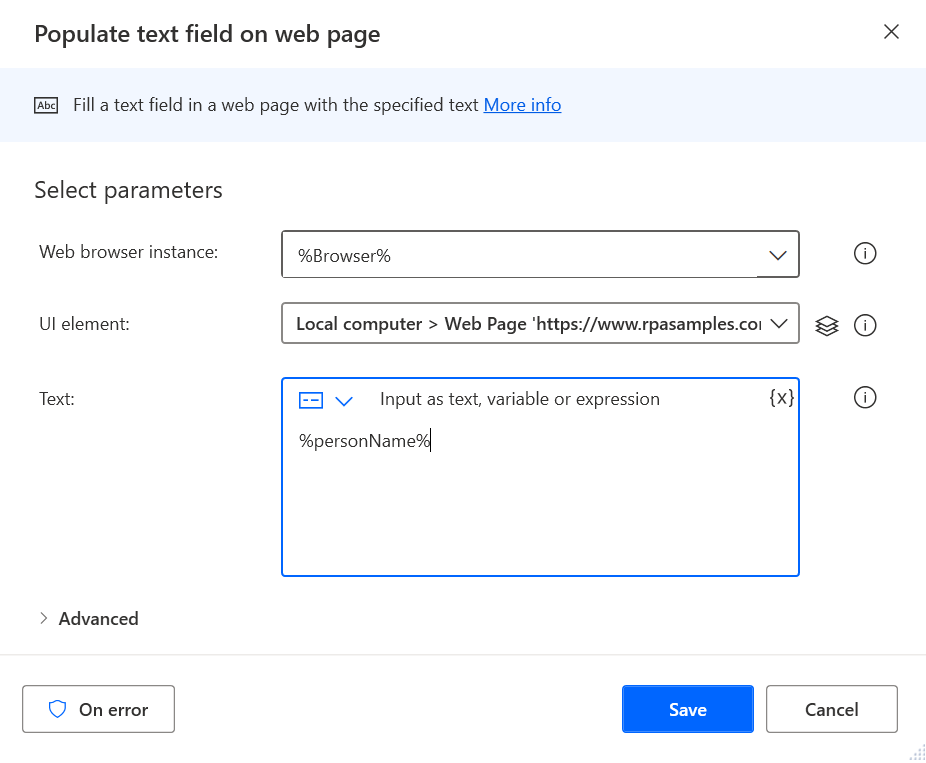 Populate text field on web page
Abc Fill a text field in a web page with the specified text More info
Select parameters
Web browser instance: %Browser%
UI element: Local computer > Web Page 'https://www.rpasamples.co
Text: Input as text, variable or expression {x}
%personName%
Advanced
On error Save Cancel